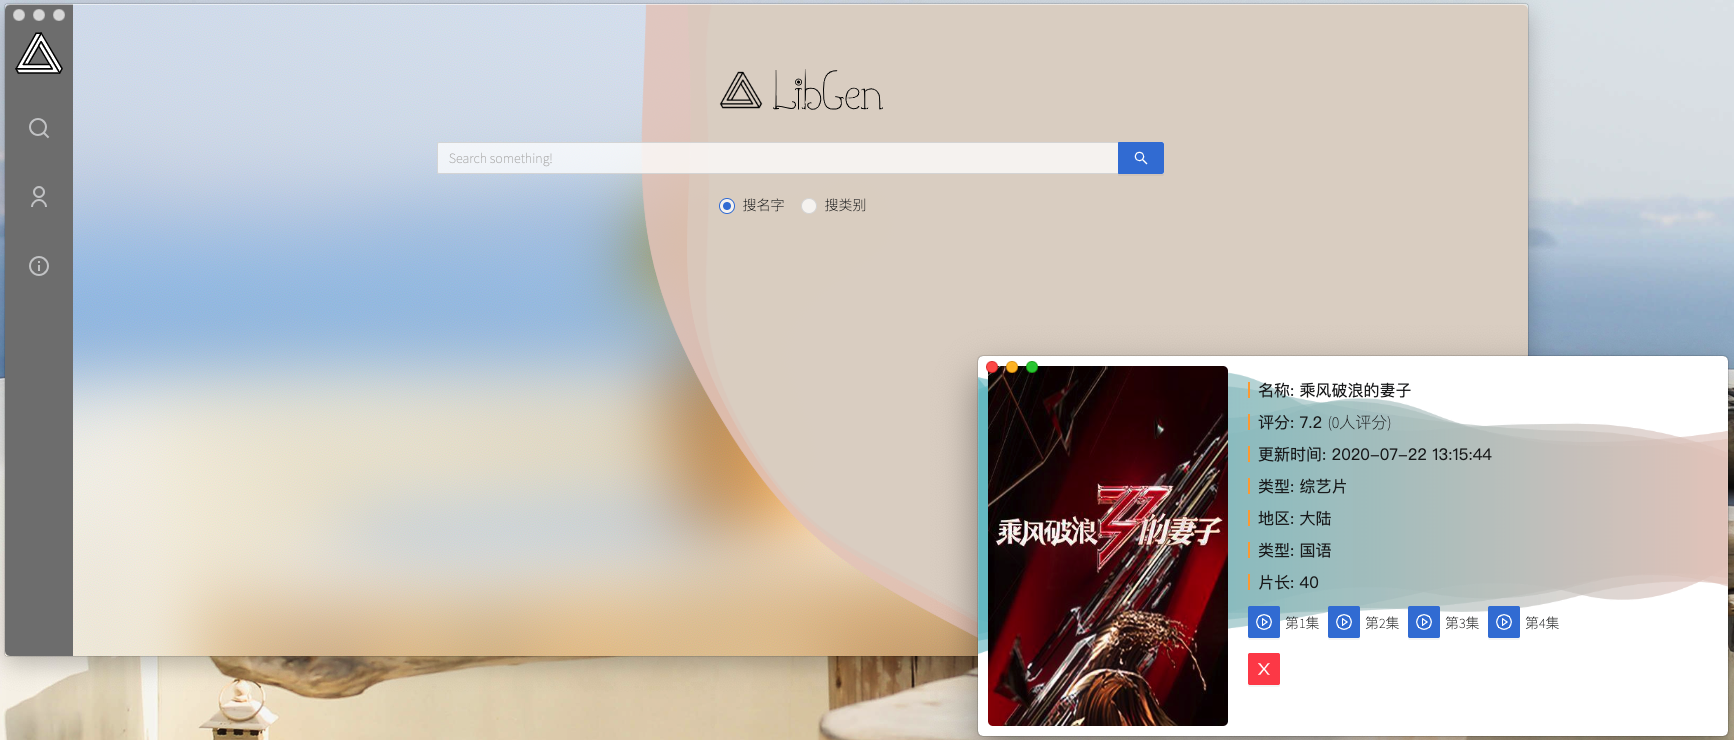 LibGen
Search something!
搜名字 搜类别
乘风破浪的妻子
名称: 乘风破浪的妻子
评分: 7.2 (0人评分)
更新时间: 2020-07-22 13:15:44
类型: 综艺片
地区: 大陆
类型: 国语
片长: 40
第1集 第2集 第3集 第4集
X